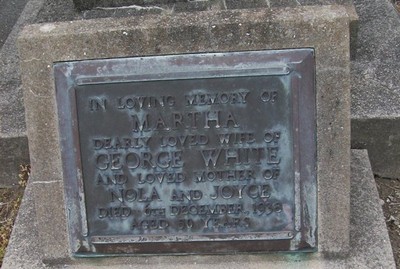 IN LOVING MEMORY OF
MARTHA
DEARLY LOVED WIFE OF
GEORGE WHITE
AND LOVED MOTHER OF
NOLA AND JOYCE
DIED DECEMBER
AGED YEARS